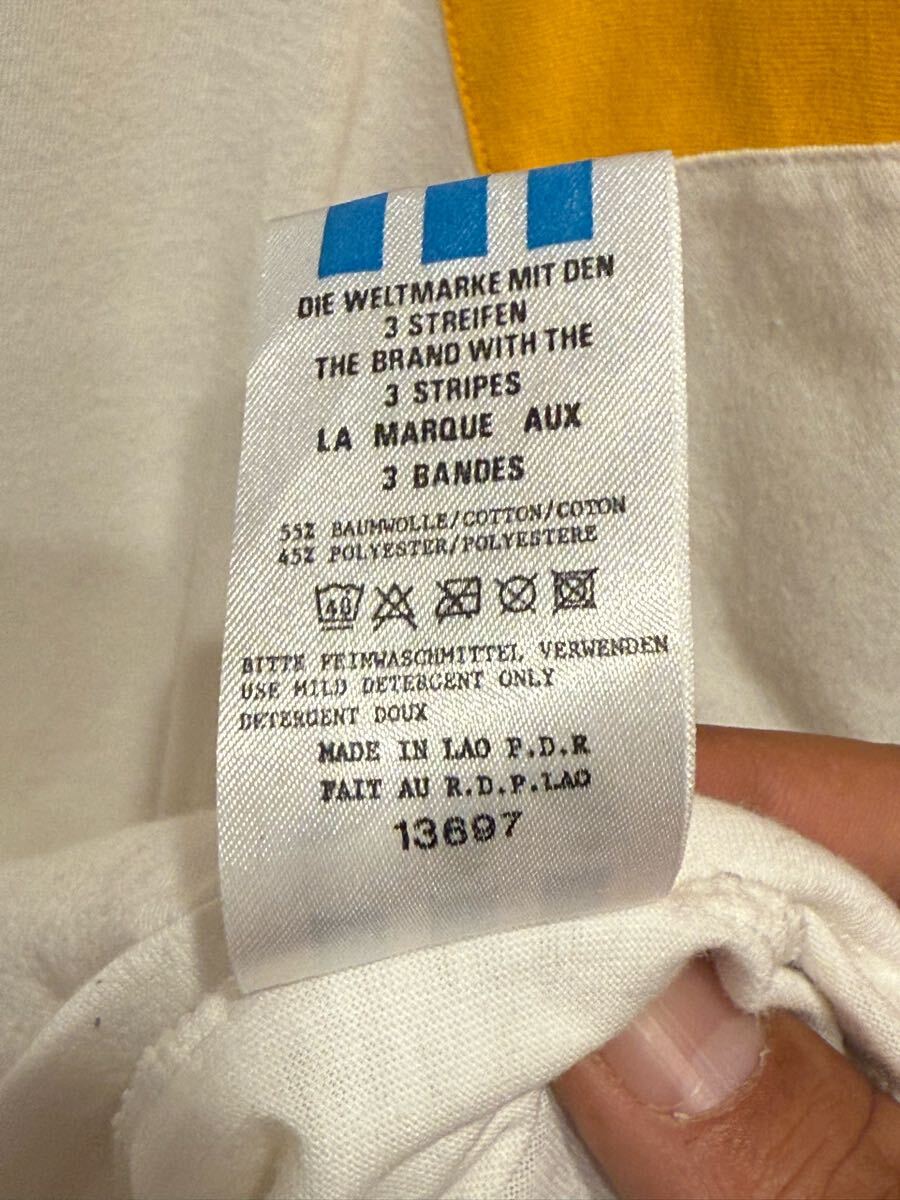 DIE WELTMARKE MIT DEN
3 STREIFEN
THE BRAND WITH THE
3 STRIPES
LA MARQUE AUX
3 BANDES
55% BAUMWOLLE/COTTON/COTON
45% POLYESTER/POLYESTERE
40
BITTE FEINWASCHMITTEL VERWENDEN
USE MILD DETERGENT ONLY
DETERGENT DOUX
MADE IN LAO P.D.R
FAIT AU R.D.P.LAO
13697